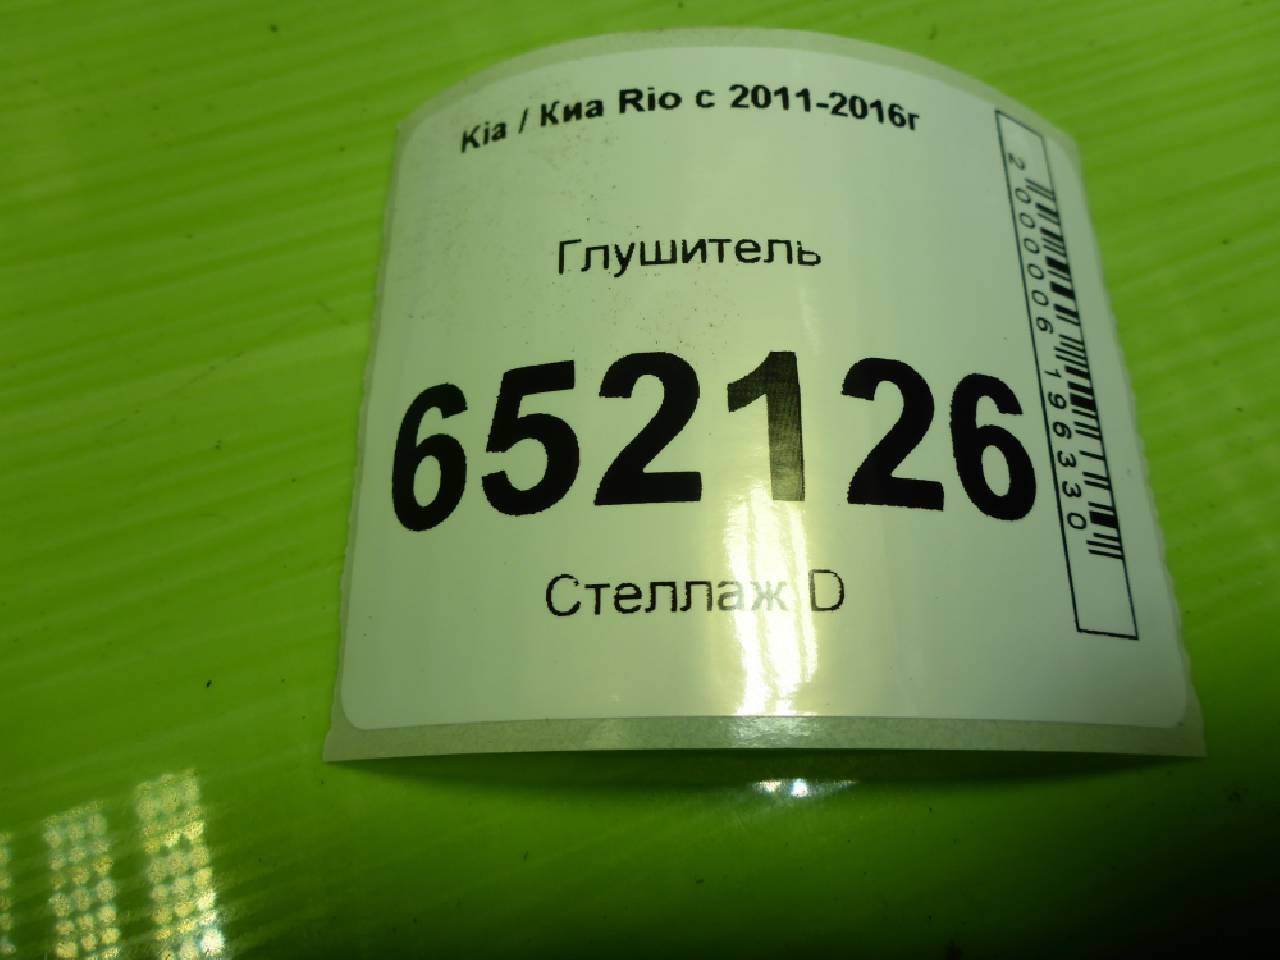 Kia / Киа Rio с 2011-2016г
Глушитель
652126
Стеллаж D
2000006196330